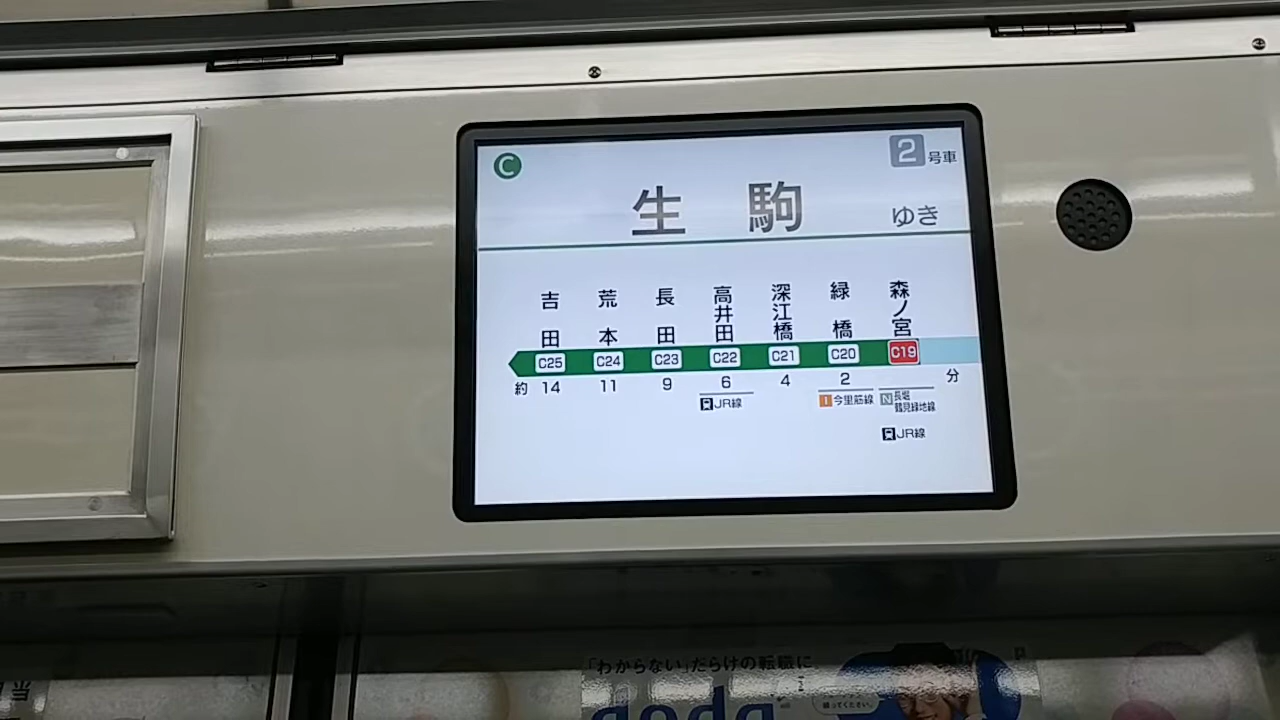 C
2号車
生駒 ゆき
吉田 荒本 長田 高井田 深江橋 緑橋 森ノ宮
C25 C24 C23 C22 C21 C20 C19
約 14 11 9 6 4 2 分
JR線 I 今里筋線 N 長堀
鶴見緑地線
JR線
「わからない」だらけの転職に
doda